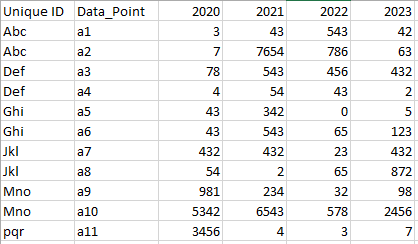 Unique ID Data_Point 2020 2021 2022 2023
Abc a1 3 43 543 42
Abc a2 7 7654 786 63
Def a3 78 543 456 432
Def a4 4 54 43 2
Ghi a5 43 342 0 5
Ghi a6 43 543 65 123
Jkl a7 432 432 23 432
Jkl a8 54 2 65 872
Mno a9 981 234 32 98
Mno a10 5342 6543 578 2456
pqr a11 3456 4 3 7